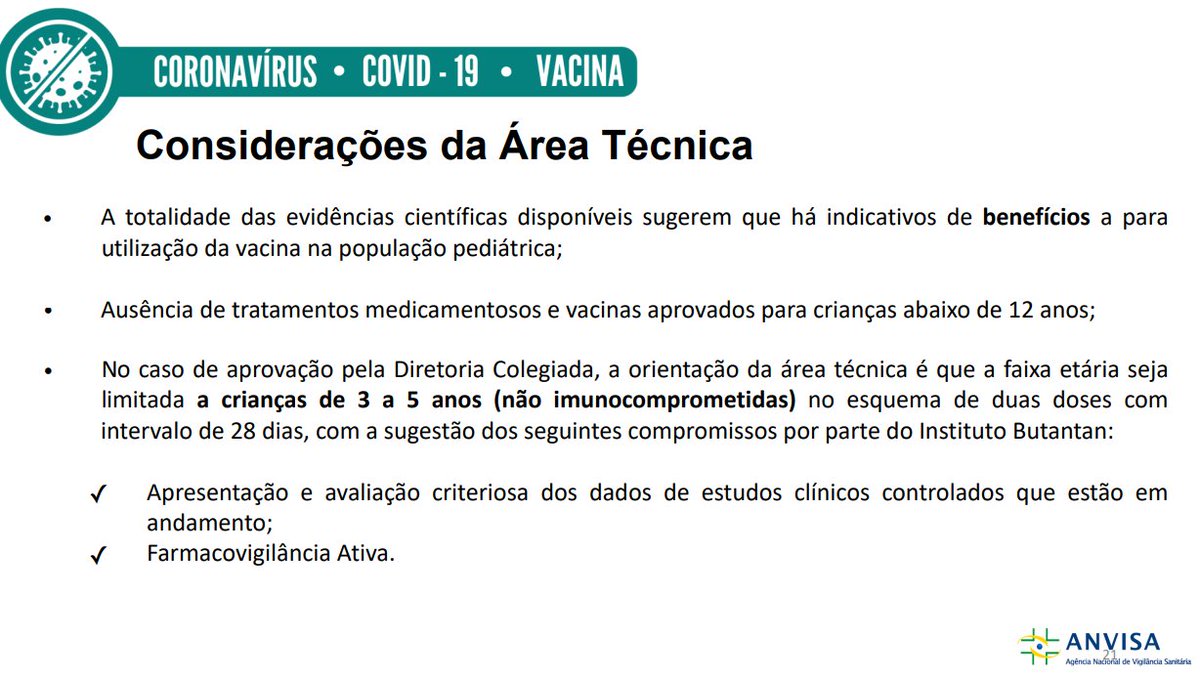 CORONAVÍRUS • COVID - 19 • VACINA
Considerações da Área Técnica
• A totalidade das evidências científicas disponíveis sugerem que há indicativos de benefícios a para
utilização da vacina na população pediátrica;
• Ausência de tratamentos medicamentosos e vacinas aprovados para crianças abaixo de 12 anos;
• No caso de aprovação pela Diretoria Colegiada, a orientação da área técnica é que a faixa etária seja
limitada a crianças de 3 a 5 anos (não imunocomprometidas) no esquema de duas doses com
intervalo de 28 dias, com a sugestão dos seguintes compromissos por parte do Instituto Butantan:
✓ Apresentação e avaliação criteriosa dos dados de estudos clínicos controlados que estão em
andamento;
✓ Farmacovigilância Ativa.
ANVISA
21
Agência Nacional de Vigilância Sanitária